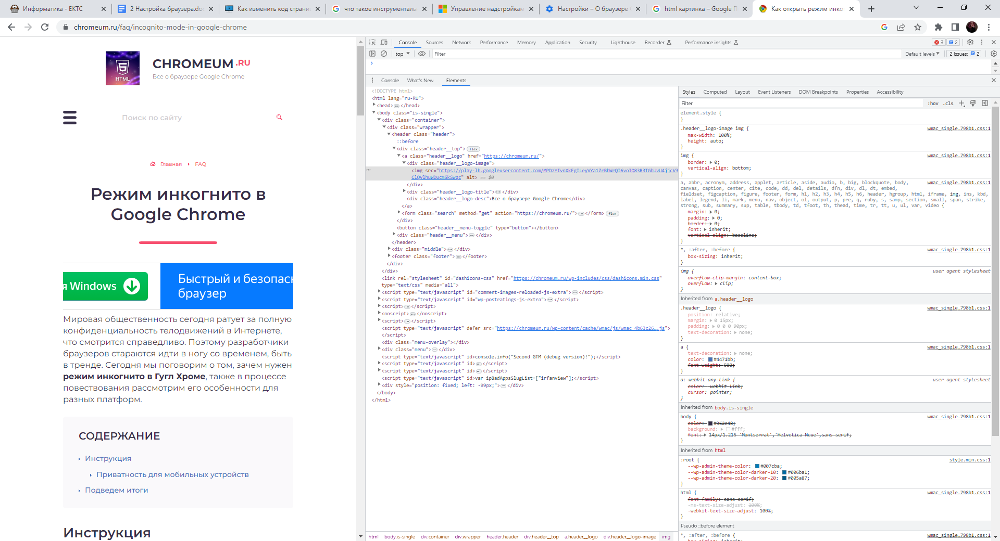 Информатика - ЕКТС
2 Настройка браузера.do
Как изменить код страни
что такое инструменталь
Управление надстройкам
Настройки – О браузере
html картинка – Google П
Как открыть режим инког
chromeum.ru/faq/incognito-mode-in-google-chrome
HTML
CHROMEUM .RU
Все о браузере Google Chrome
Поиск по сайту
Главная FAQ
Режим инкогнито в
Google Chrome
я Windows
Быстрый и безопасн
браузер
Мировая общественность сегодня ратует за полную
конфиденциальность телодвижений в Интернете,
что смотрится справедливо. Поэтому разработчики
браузеров стараются идти в ногу со временем, быть
в тренде. Сегодня мы поговорим о том, зачем нужен
режим инкогнито в Гугл Хроме, также в процессе
повествования рассмотрим его особенности для
разных платформ.
СОДЕРЖАНИЕ
Инструкция
Приватность для мобильных устройств
Подведем итоги
Инструкция
Console Sources Network Performance Memory Application Security Lighthouse Recorder Performance insights 3 2
top Filter Default levels 2 Issues: 2
>
Console What's New Elements
<!DOCTYPE html>
<html lang="ru-RU">
<head>…</head>
<body class="is-single">
<div class="container">
<div class="wrapper">
<header class="header">
::before
<div class="header__top"> flex
<a class="header__logo" href="https://chromeum.ru/">
<div class="header__logo-image">
<img src="https://play-lh.googleusercontent.com/MPDzYIvnXkFgILeyVYa1ZrBhWrQI6voJQ83R3TGhUvU4jjcV3
ClQVlhuWDucmSkSwqc" alt> == $0
</div>
<div class="header__logo-title">…</div>
<div class="header__logo-desc">Все о браузере Google Chrome</div>
</a>
<form class="search" method="get" action="https://chromeum.ru/">…</form> flex
</div>
<button class="header__menu-toggle" type="button"></button>
<div class="header__menu">…</div>
</header>
<div class="middle">…</div>
<footer class="footer">…</footer>
</div>
</div>
<link rel="stylesheet" id="dashicons-css" href="https://chromeum.ru/wp-includes/css/dashicons.min.css"
type="text/css" media="all">
<script type="text/javascript" id="comment-images-reloaded-js-extra">…</script>
<script type="text/javascript" id="wp-postratings-js-extra">…</script>
<script>…</script>
<noscript>…</noscript>
<script>…</script>
<script type="text/javascript" defer src="https://chromeum.ru/wp-content/cache/wmac/js/wmac_4b63c26….js">
</script>
<div class="menu-overlay"></div>
<div class="menu">…</div>
<script type="text/javascript" id>console.info("Second GTM (debug version)!");</script>
<script type="text/javascript" id>…</script>
<script type="text/javascript" id>…</script>
<script type="text/javascript" id>var ipBadAppsSlugList=["irfanview"];</script>
<div style="position: fixed; left: -99px;">…</div>
</body>
</html>
html body.is-single div.container div.wrapper header.header div.header__top a.header__logo div.header__logo-image img
Styles Computed Layout Event Listeners DOM Breakpoints Properties Accessibility
Filter :hov .cls
element.style {
}
.header__logo-image img { wmac_single…798b1.css:1
max-width: 100%;
height: auto;
}
img { wmac_single…798b1.css:1
border: 0;
vertical-align: bottom;
}
a, abbr, acronym, address, applet, article, aside, audio, b, big, blockquote, body, wmac_single…798b1.css:1
canvas, caption, center, cite, code, dd, del, details, dfn, div, dl, dt, embed,
fieldset, figcaption, figure, footer, form, h1, h2, h3, h4, h5, h6, header, hgroup, html, iframe, img, ins, kbd,
label, legend, li, mark, menu, nav, object, ol, output, p, pre, q, ruby, s, samp, section, small, span, strike,
strong, sub, summary, sup, table, tbody, td, tfoot, th, thead, time, tr, tt, u, ul, var, video {
margin: 0;
padding: 0;
border: 0;
font: inherit;
vertical-align: baseline;
}
*, :after, :before { wmac_single…798b1.css:1
box-sizing: inherit;
}
img { user agent stylesheet
overflow-clip-margin: content-box;
overflow: clip;
}
Inherited from a.header__logo
.header__logo { wmac_single…798b1.css:1
position: relative;
margin: 0 15px;
padding: 0 0 0 90px;
text-decoration: none;
}
a { wmac_single…798b1.css:1
text-decoration: none;
color: #4471bb;
font-weight: 500;
}
a:-webkit-any-link { user agent stylesheet
color: -webkit-link;
cursor: pointer;
}
Inherited from body.is-single
body { wmac_single…798b1.css:1
color: #362e48;
background: #fff;
font: 14px/1.215 'Montserrat','Helvetica Neue',sans-serif;
}
Inherited from html
:root { style.min.css:1
--wp-admin-theme-color: #007cba;
--wp-admin-theme-color-darker-10: #006ba1;
--wp-admin-theme-color-darker-20: #005a87;
}
html { wmac_single…798b1.css:1
font-family: sans-serif;
-ms-text-size-adjust: 100%;
-webkit-text-size-adjust: 100%;
}
Pseudo ::before element
*, :after, :before { wmac_single…798b1.css:1